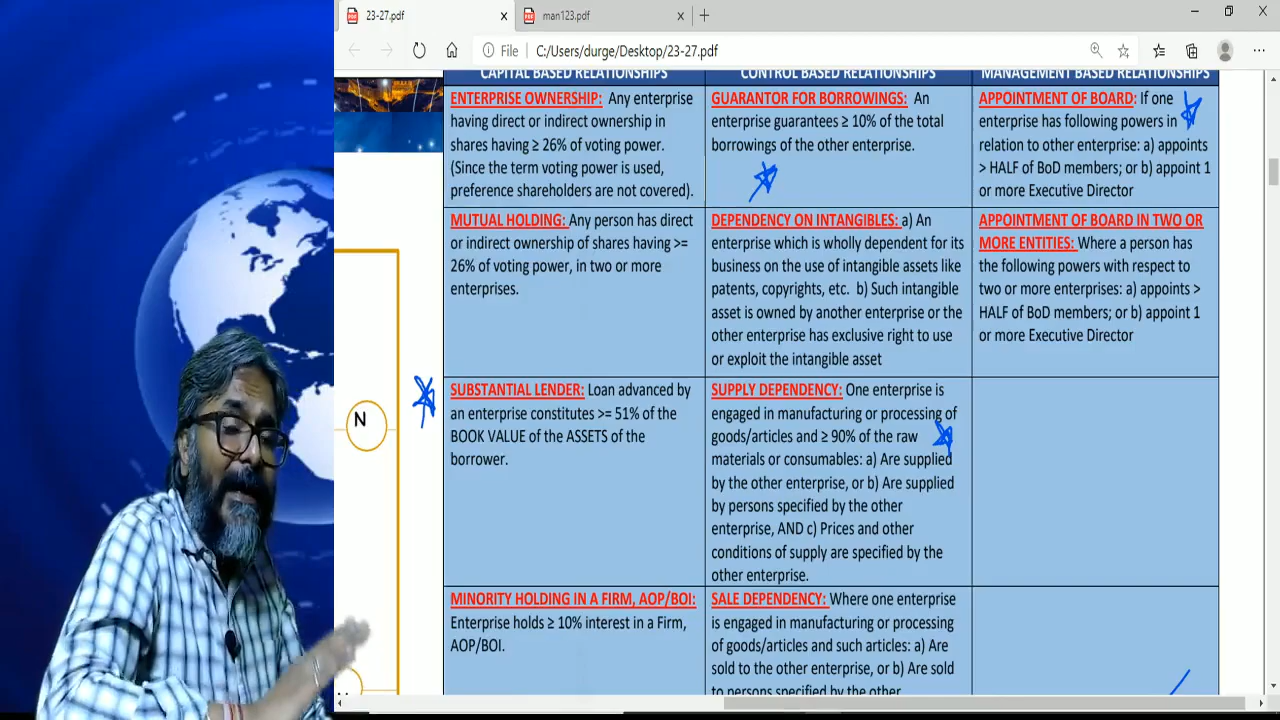 23-27.pdf
man123.pdf
File
C:/Users/durge/Desktop/23-27.pdf
CAPITAL BASED RELATIONSHIPS
CONTROL BASED RELATIONSHIPS
MANAGEMENT BASED RELATIONSHIPS
ENTERPRISE OWNERSHIP: Any enterprise
having direct or indirect ownership in
shares having ≥ 26% of voting power.
(Since the term voting power is used,
preference shareholders are not covered).
GUARANTOR FOR BORROWINGS: An
enterprise guarantees ≥ 10% of the total
borrowings of the other enterprise.
APPOINTMENT OF BOARD: If one
enterprise has following powers in
relation to other enterprise: a) appoints
> HALF of BoD members; or b) appoint 1
or more Executive Director
MUTUAL HOLDING: Any person has direct
or indirect ownership of shares having >=
26% of voting power, in two or more
enterprises.
DEPENDENCY ON INTANGIBLES: a) An
enterprise which is wholly dependent for its
business on the use of intangible assets like
patents, copyrights, etc. b) Such intangible
asset is owned by another enterprise or the
other enterprise has exclusive right to use
or exploit the intangible asset
APPOINTMENT OF BOARD IN TWO OR
MORE ENTITIES: Where a person has
the following powers with respect to
two or more enterprises: a) appoints >
HALF of BoD members; or b) appoint 1
or more Executive Director
N
SUBSTANTIAL LENDER: Loan advanced by
an enterprise constitutes >= 51% of the
BOOK VALUE of the ASSETS of the
borrower.
SUPPLY DEPENDENCY: One enterprise is
engaged in manufacturing or processing of
goods/articles and ≥ 90% of the raw
materials or consumables: a) Are supplied
by the other enterprise, or b) Are supplied
by persons specified by the other
enterprise, AND c) Prices and other
conditions of supply are specified by the
other enterprise.
MINORITY HOLDING IN A FIRM, AOP/BOI:
Enterprise holds ≥ 10% interest in a Firm,
AOP/BOI.
SALE DEPENDENCY: Where one enterprise
is engaged in manufacturing or processing
of goods/articles and such articles: a) Are
sold to the other enterprise, or b) Are sold
to persons specified by the other